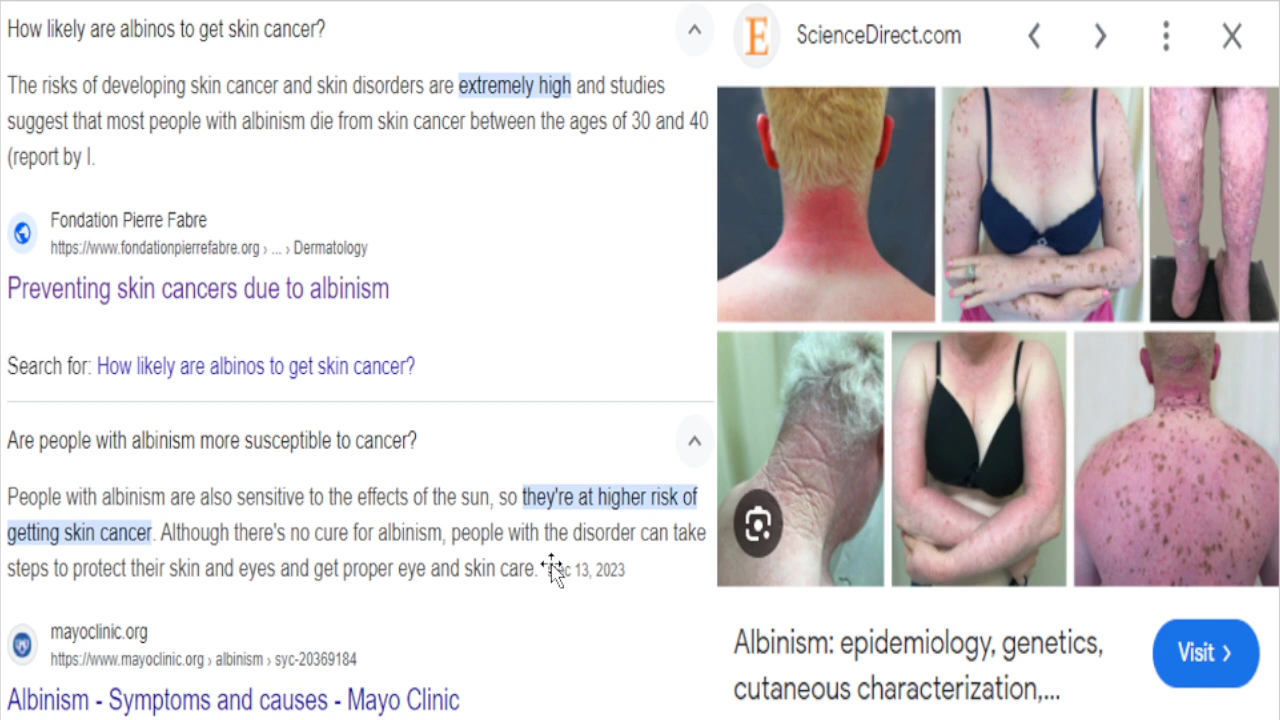 How likely are albinos to get skin cancer?
The risks of developing skin cancer and skin disorders are extremely high and studies
suggest that most people with albinism die from skin cancer between the ages of 30 and 40
(report by I.
Fondation Pierre Fabre
https://www.fondationpierrefabre.org › ... › Dermatology
Preventing skin cancers due to albinism
Search for: How likely are albinos to get skin cancer?
Are people with albinism more susceptible to cancer?
People with albinism are also sensitive to the effects of the sun, so they're at higher risk of
getting skin cancer. Although there's no cure for albinism, people with the disorder can take
steps to protect their skin and eyes and get proper eye and skin care. 13, 2023
mayoclinic.org
https://www.mayoclinic.org › albinism › syc-20369184
Albinism - Symptoms and causes - Mayo Clinic
E ScienceDirect.com
Albinism: epidemiology, genetics,
cutaneous characterization,...
Visit ›